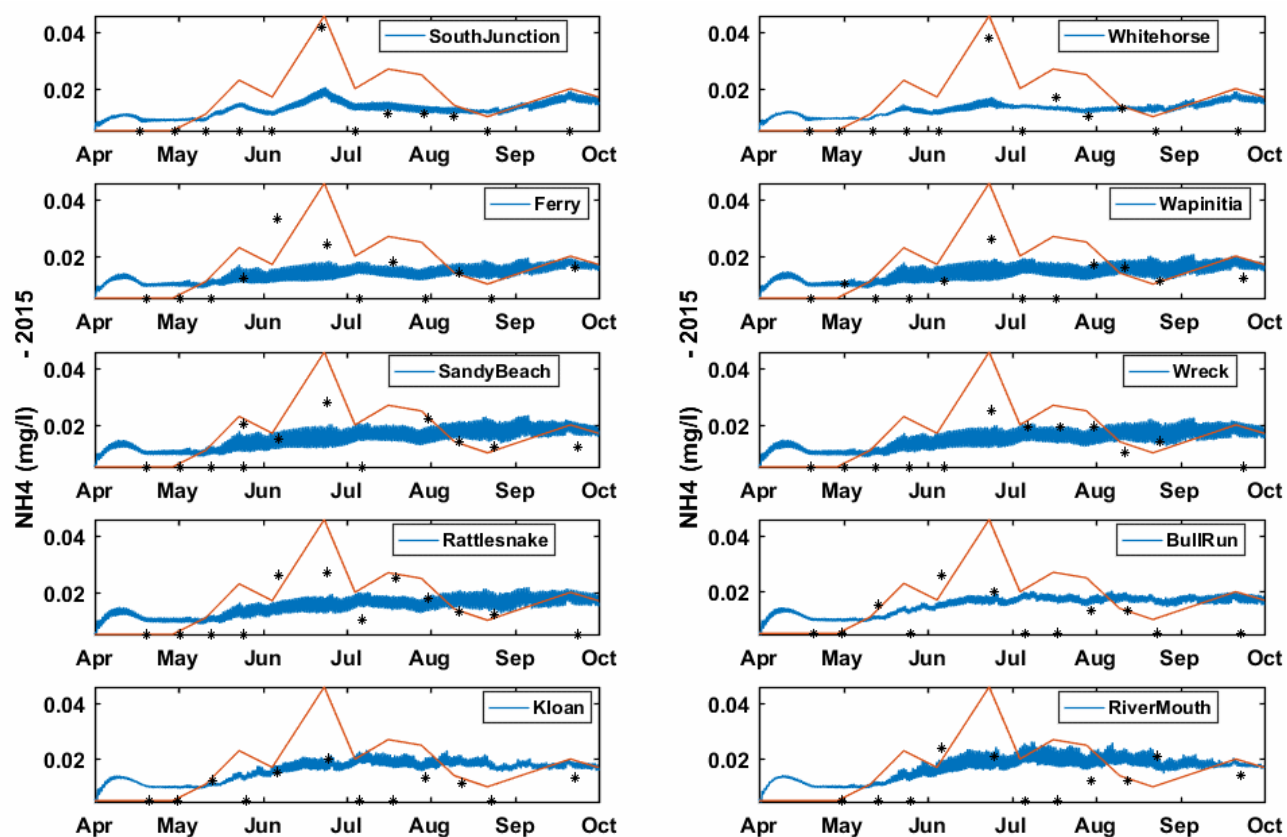 0.04
0.02
SouthJunction
Apr May Jun Jul Aug Sep Oct
0.04
0.02
Whitehorse
Apr May Jun Jul Aug Sep Oct
0.04
0.02
Ferry
Apr May Jun Jul Aug Sep Oct
0.04
0.02
Wapinitia
Apr May Jun Jul Aug Sep Oct
0.04
0.02
SandyBeach
Apr May Jun Jul Aug Sep Oct
0.04
0.02
Wreck
Apr May Jun Jul Aug Sep Oct
0.04
0.02
Rattlesnake
Apr May Jun Jul Aug Sep Oct
0.04
0.02
BullRun
Apr May Jun Jul Aug Sep Oct
0.04
0.02
Kloan
Apr May Jun Jul Aug Sep Oct
0.04
0.02
RiverMouth
Apr May Jun Jul Aug Sep Oct
NH4 (mg/l) - 2015
NH4 (mg/l) - 2015